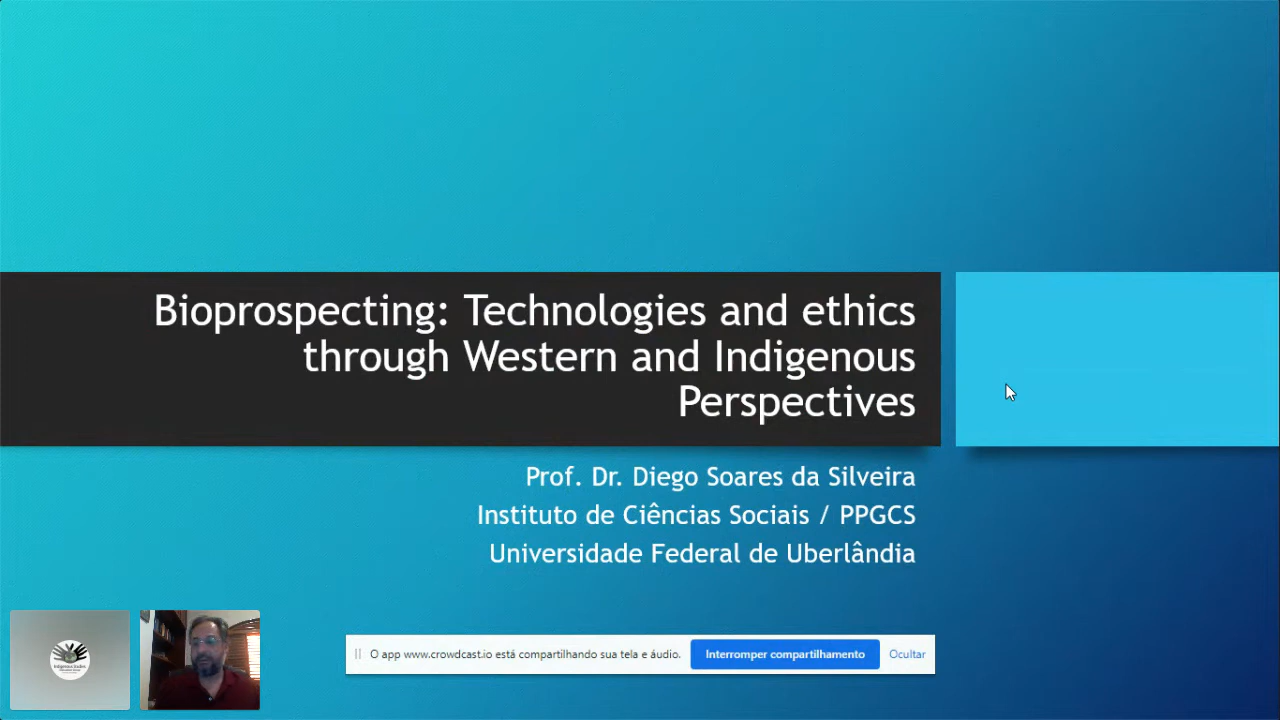 Bioprospecting: Technologies and ethics
through Western and Indigenous
Perspectives
Prof. Dr. Diego Soares da Silveira
Instituto de Ciências Sociais / PPGCS
Universidade Federal de Uberlândia
O app www.crowdcast.io está compartilhando sua tela e áudio.
Interromper compartilhamento
Ocultar